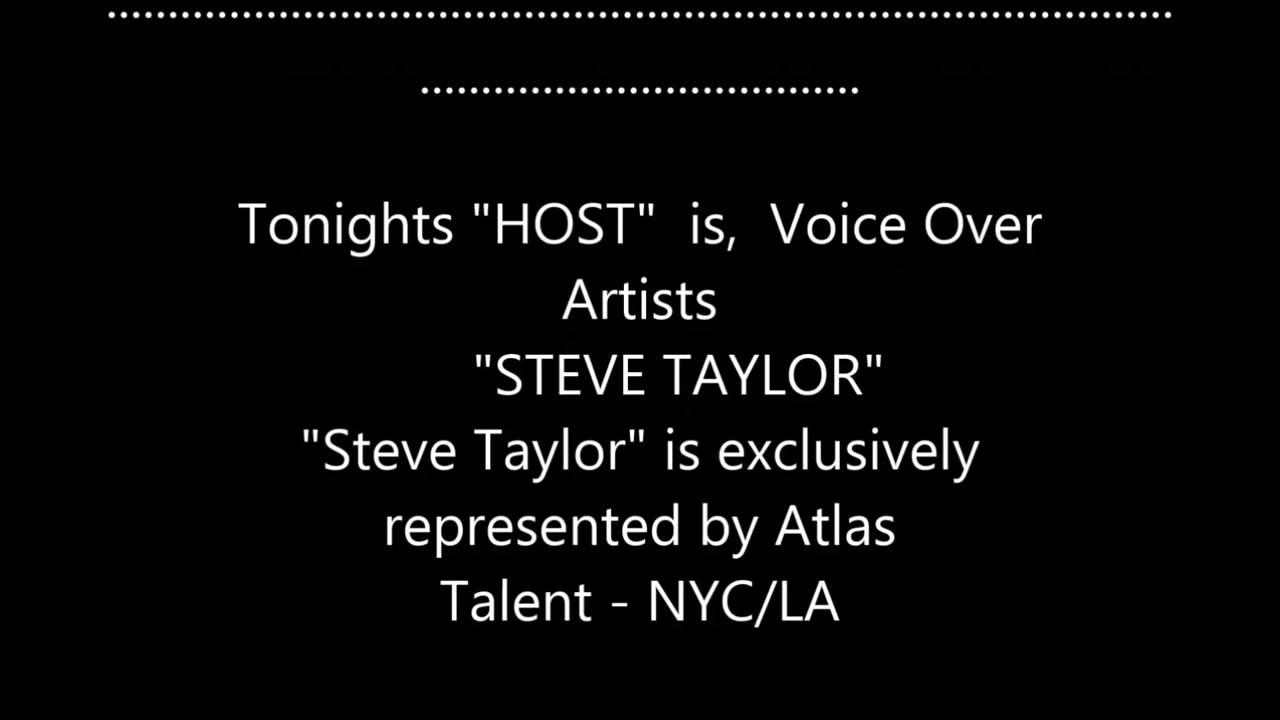 ........................................................................................
....................................
Tonights "HOST"  is,  Voice Over
Artists
"STEVE TAYLOR"
"Steve Taylor" is exclusively
represented by Atlas
Talent - NYC/LA